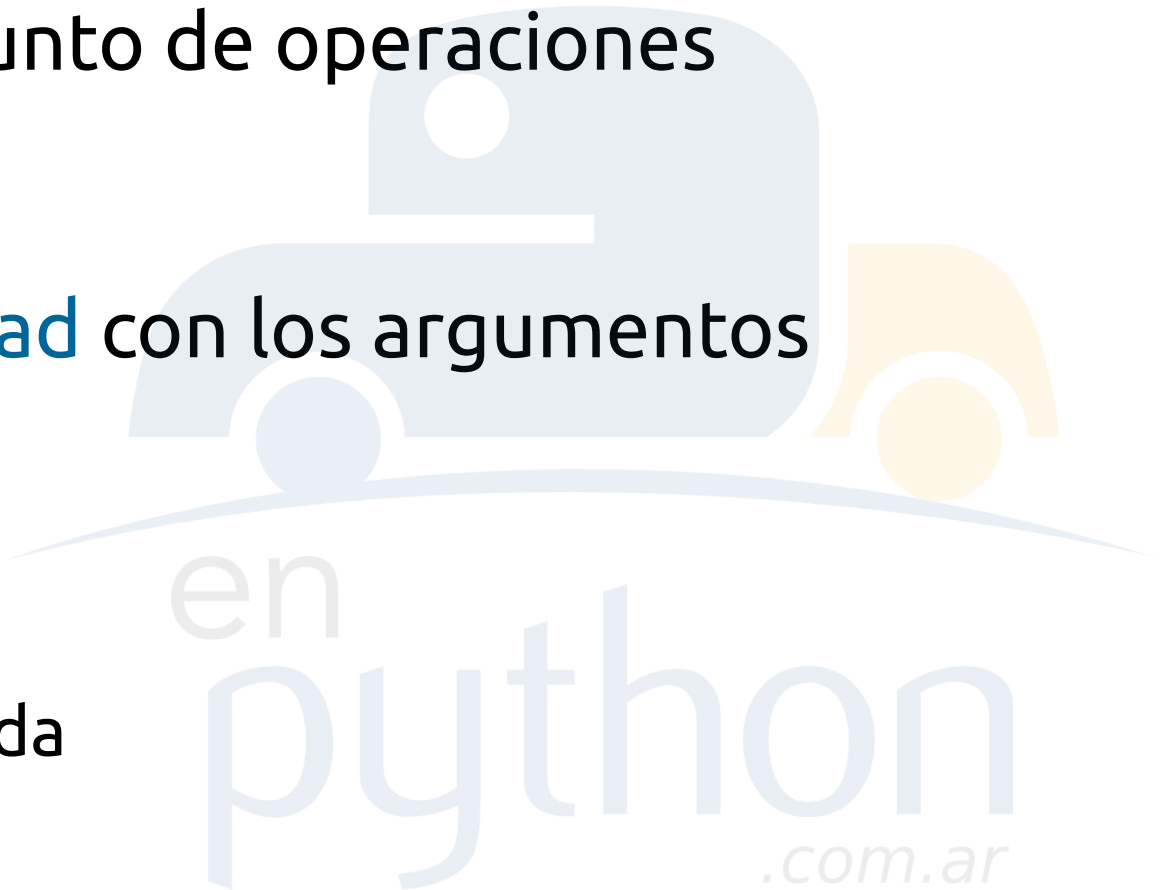 unto de operaciones
ad con los argumentos
en
da
python
.com.ar